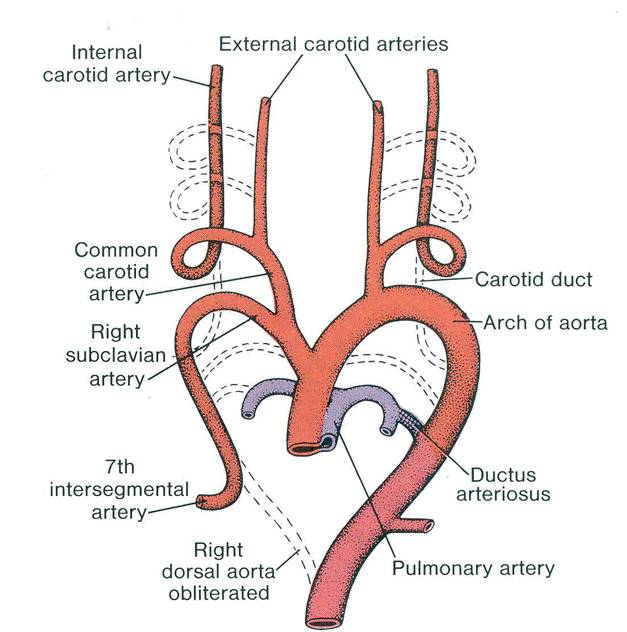 External carotid arteries
Internal
carotid artery
Common
carotid
artery
Carotid duct
Arch of aorta
Right
subclavian
artery
7th
intersegmental
artery
Ductus
arteriosus
Right
dorsal aorta
obliterated
Pulmonary artery